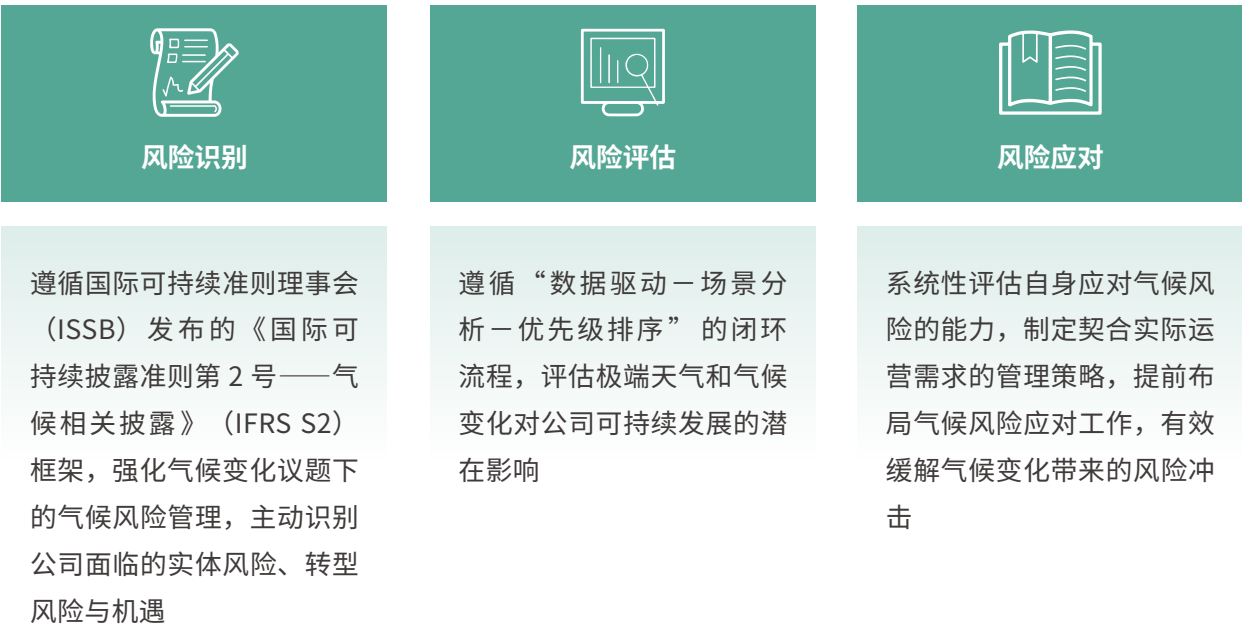 风险识别
遵循国际可持续准则理事会
（ISSB）发布的《国际可
持续披露准则第 2 号——气
候相关披露》（IFRS S2）
框架，强化气候变化议题下
的气候风险管理，主动识别
公司面临的实体风险、转型
风险与机遇
风险评估
遵循“数据驱动－场景分
析－优先级排序”的闭环
流程，评估极端天气和气候
变化对公司可持续发展的潜
在影响
风险应对
系统性评估自身应对气候风
险的能力，制定契合实际运
营需求的管理策略，提前布
局气候风险应对工作，有效
缓解气候变化带来的风险冲
击